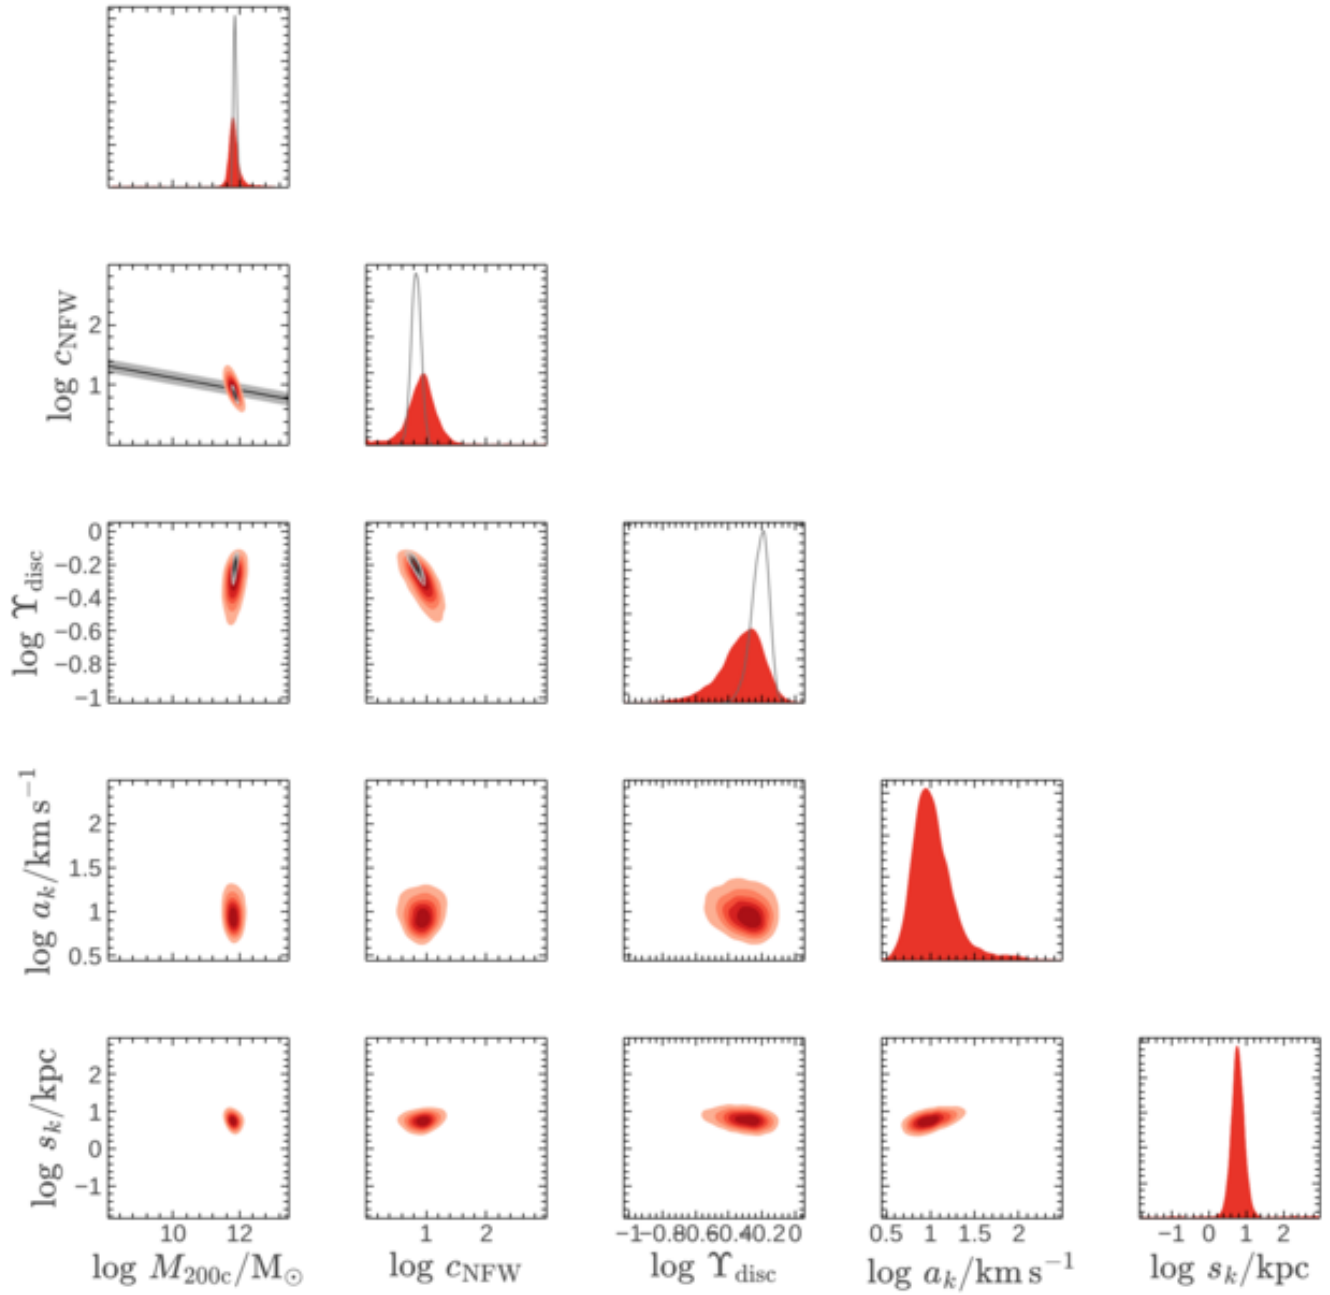 log c_NFW
2
1
log ϒ_disc
0
−0.2
−0.4
−0.6
−0.8
−1
log a_k/km s⁻¹
2
1.5
1
0.5
log s_k/kpc
2
1
0
−1
10 12
1 2
−1 −0.8 −0.6 −0.4 −0.2 0
0.5 1 1.5 2
−1 0 1 2
log M_200c/M_⊙
log c_NFW
log ϒ_disc
log a_k/km s⁻¹
log s_k/kpc